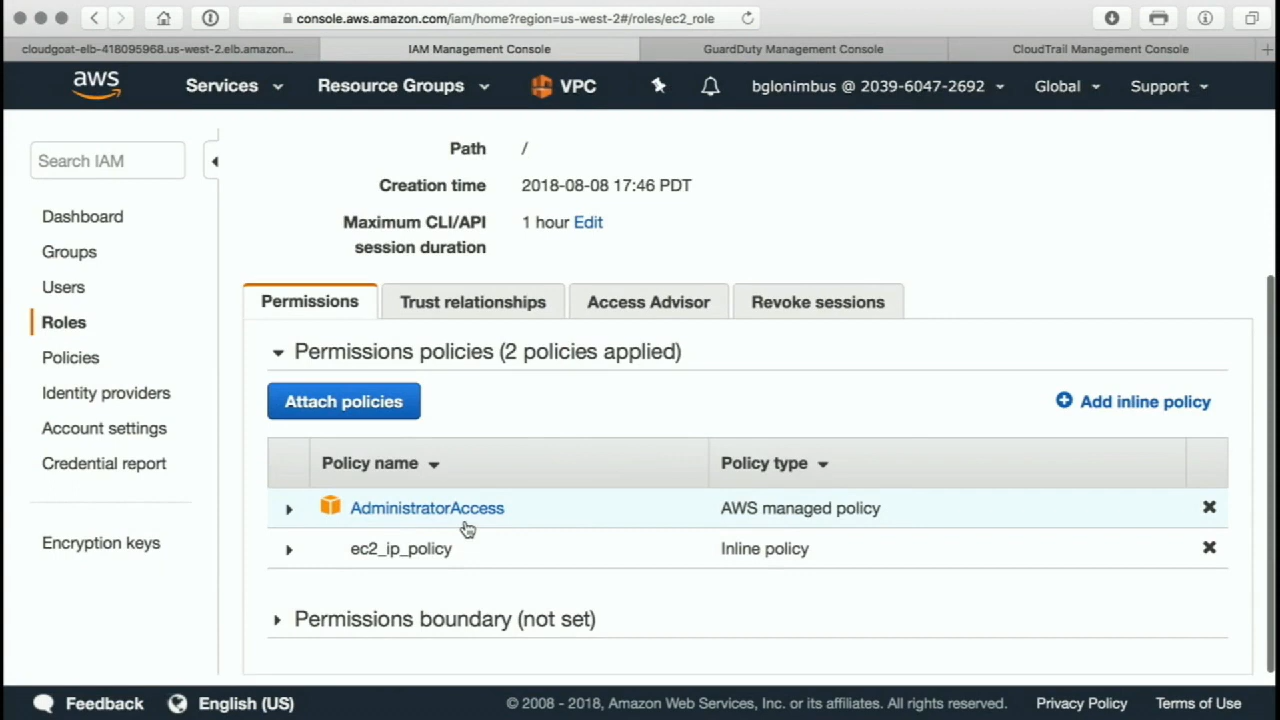 console.aws.amazon.com/iam/home?region=us-west-2#/roles/ec2_role
cloudgoat-elb-418095968.us-west-2.elb.amazon...
IAM Management Console
GuardDuty Management Console
CloudTrail Management Console
aws
Services
Resource Groups
VPC
bglonimbus @ 2039-6047-2692
Global
Support
Search IAM
Dashboard
Groups
Users
Roles
Policies
Identity providers
Account settings
Credential report
Encryption keys
Path /
Creation time 2018-08-08 17:46 PDT
Maximum CLI/API 1 hour Edit
session duration
Permissions
Trust relationships
Access Advisor
Revoke sessions
Permissions policies (2 policies applied)
Attach policies
Add inline policy
Policy name
Policy type
AdministratorAccess
AWS managed policy
ec2_ip_policy
Inline policy
Permissions boundary (not set)
Feedback
English (US)
© 2008 - 2018, Amazon Web Services, Inc. or its affiliates. All rights reserved.
Privacy Policy
Terms of Use